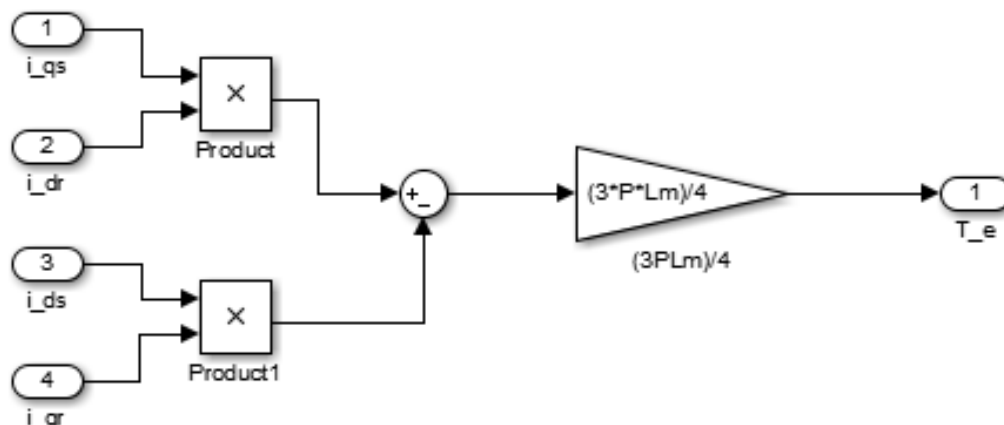 1
i_qs
×
Product
2
i_dr
+
-
(3*P*Lm)/4
(3PLm)/4
1
T_e
3
i_ds
×
Product1
4